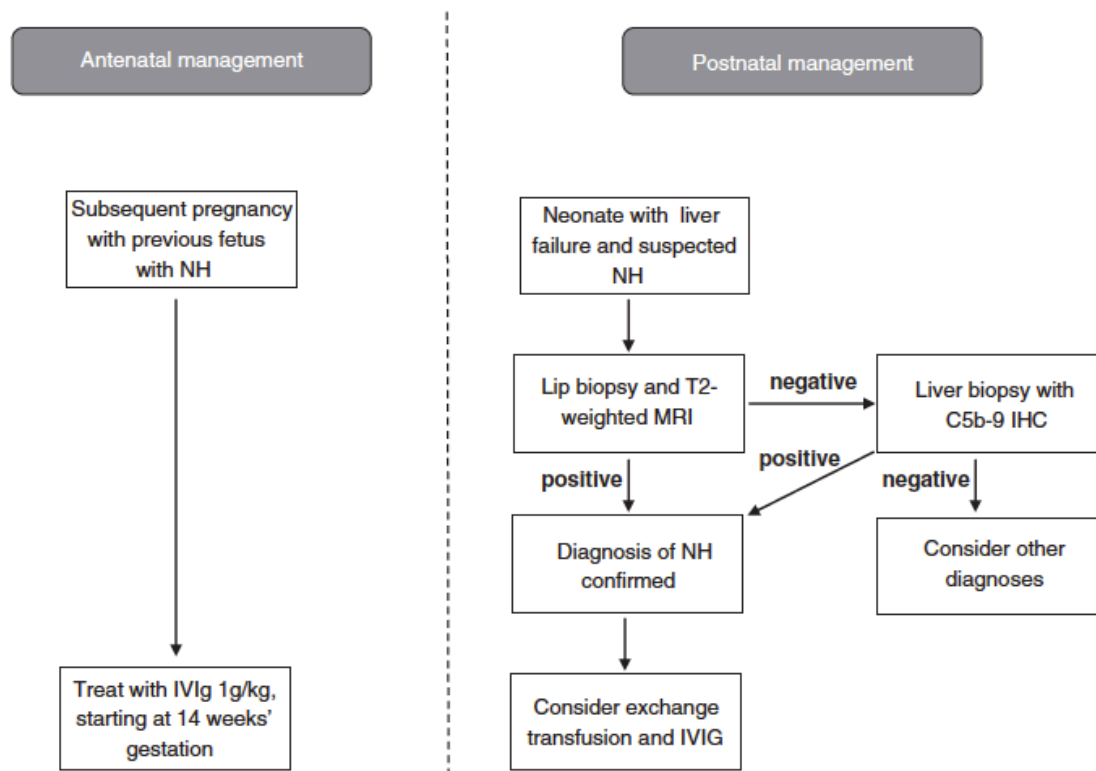 Antenatal management
Postnatal management
Subsequent pregnancy
with previous fetus
with NH
Treat with IVIg 1g/kg,
starting at 14 weeks’
gestation
Neonate with liver
failure and suspected
NH
Lip biopsy and T2-
weighted MRI
negative
Liver biopsy with
C5b-9 IHC
positive
positive
negative
Diagnosis of NH
confirmed
Consider other
diagnoses
Consider exchange
transfusion and IVIG